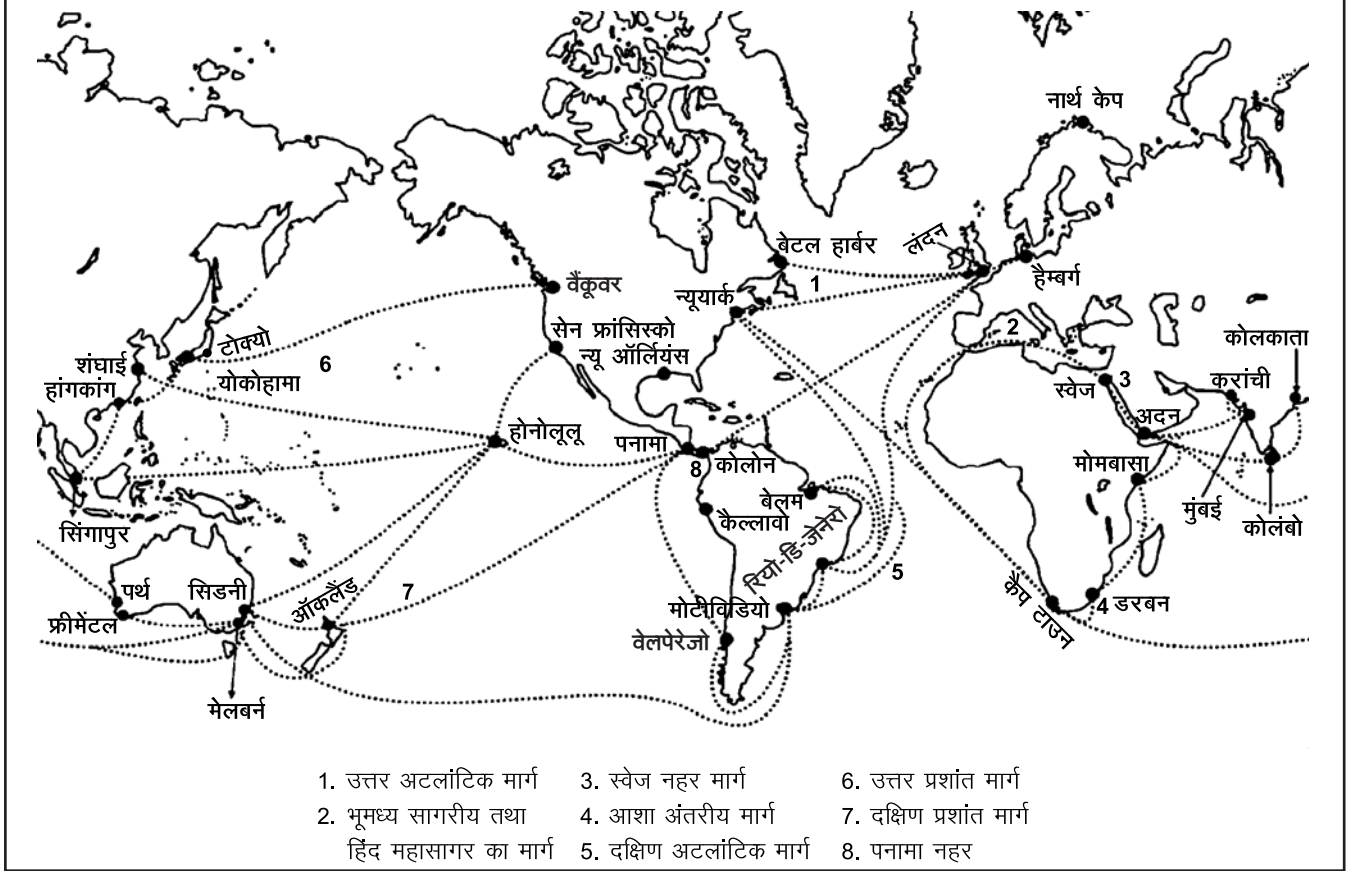 नार्थ केप
बेटल हार्बर
लंदन
हैम्बर्ग
1
वैंकूवर
न्यूयार्क
2
सेन फ्रांसिस्को
न्यू ऑर्लियंस
टोक्यो
कोलकाता
शंघाई
6
हांगकांग
योकोहामा
स्वेज
3
करांची
अदन
होनोलूलू
पनामा
8
कोलोन
मोमबासा
बेलम
मुंबई
कोलंबो
सिंगापुर
कैल्लावो
रियो-डि-जेनेरो
5
पर्थ
सिडनी
ऑकलैंड
7
फ्रीमेंटल
मोटीविडियो
कैप टाउन
4 डरबन
वेलपेरेजो
मेलबर्न
1. उत्तर अटलांटिक मार्ग
2. भूमध्य सागरीय तथा
हिंद महासागर का मार्ग
3. स्वेज नहर मार्ग
4. आशा अंतरीय मार्ग
5. दक्षिण अटलांटिक मार्ग
6. उत्तर प्रशांत मार्ग
7. दक्षिण प्रशांत मार्ग
8. पनामा नहर